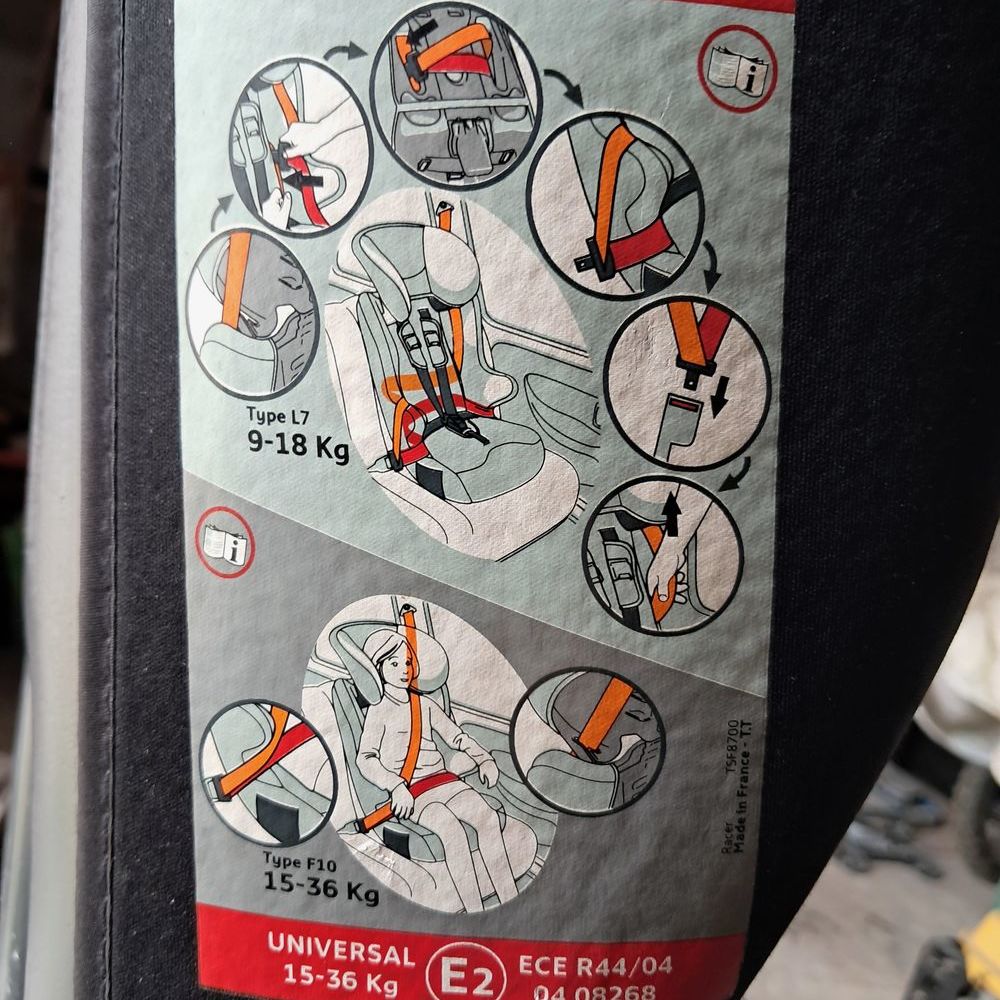 Type L7
9-18 Kg
Type F10
15-36 Kg
Racer TSF8700
Made in France - T.T
UNIVERSAL
15-36 Kg
E2
ECE R44/04
04 08268